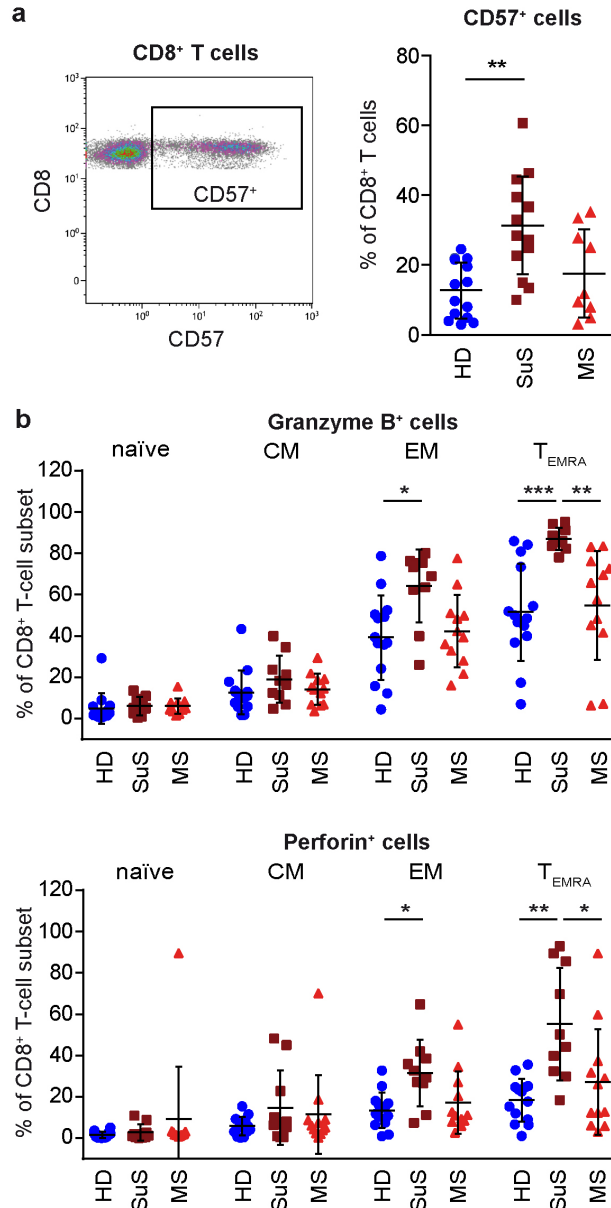 a
CD8⁺ T cells
10³
10²
10⁰
0
CD8
CD57⁺
10⁰ 10¹ 10² 10³
CD57
CD57⁺ cells
**
80
60
40
20
0
% of CD8⁺ T cells
HD SuS MS
b
Granzyme B⁺ cells
naïve CM EM T_EMRA
* *** **
120
100
80
60
40
20
0
% of CD8⁺ T-cell subset
HD SuS MS HD SuS MS HD SuS MS HD SuS MS
Perforin⁺ cells
naïve CM EM T_EMRA
* ** *
120
100
80
60
40
20
0
% of CD8⁺ T-cell subset
HD SuS MS HD SuS MS HD SuS MS HD SuS MS